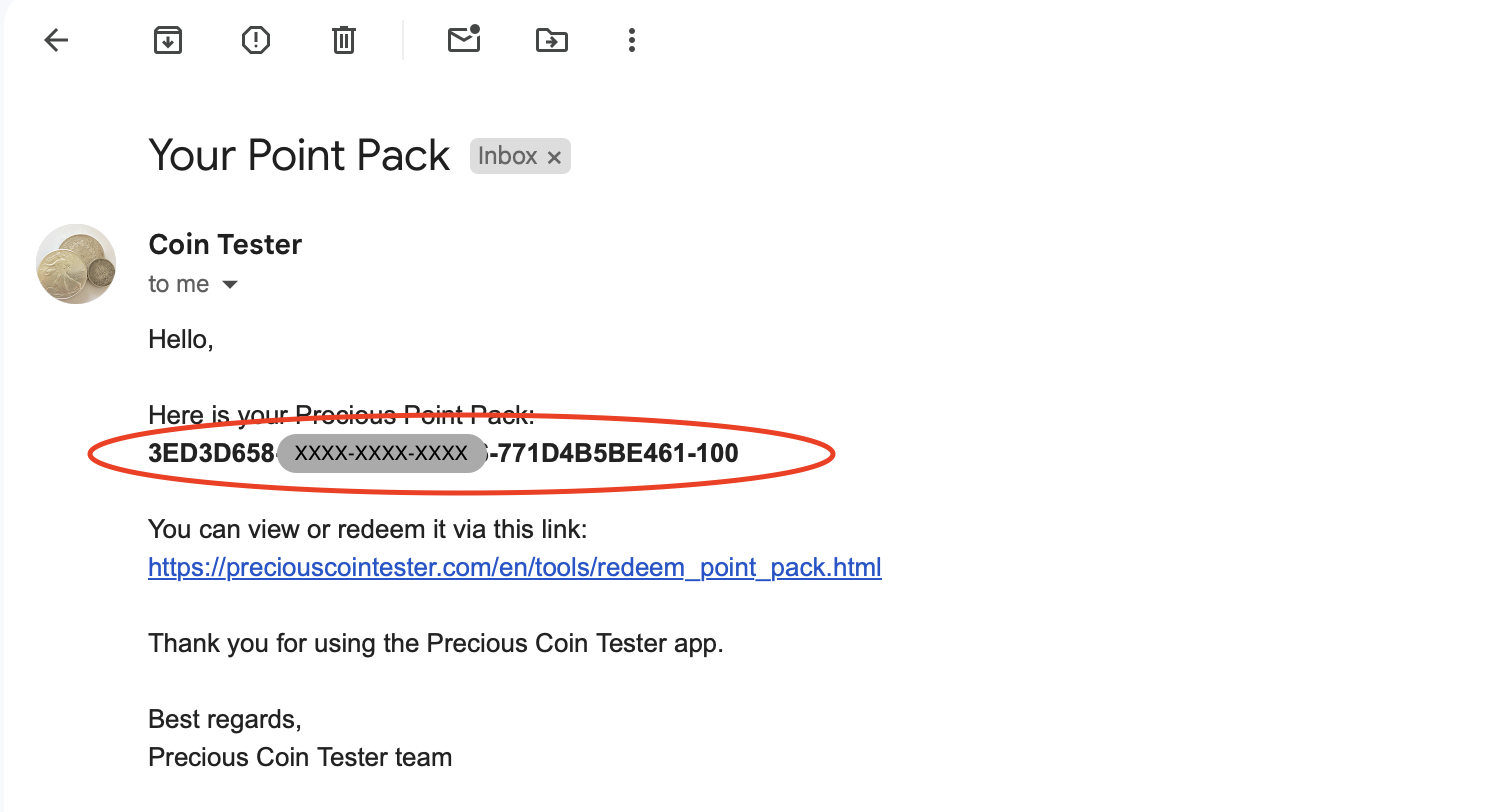 Your Point Pack Inbox ×
Coin Tester
to me
Hello,
Here is your Precious Point Pack:
3ED3D658-XXXX-XXXX-XXXX-771D4B5BE461-100
You can view or redeem it via this link:
https://preciouscointester.com/en/tools/redeem_point_pack.html
Thank you for using the Precious Coin Tester app.
Best regards,
Precious Coin Tester team